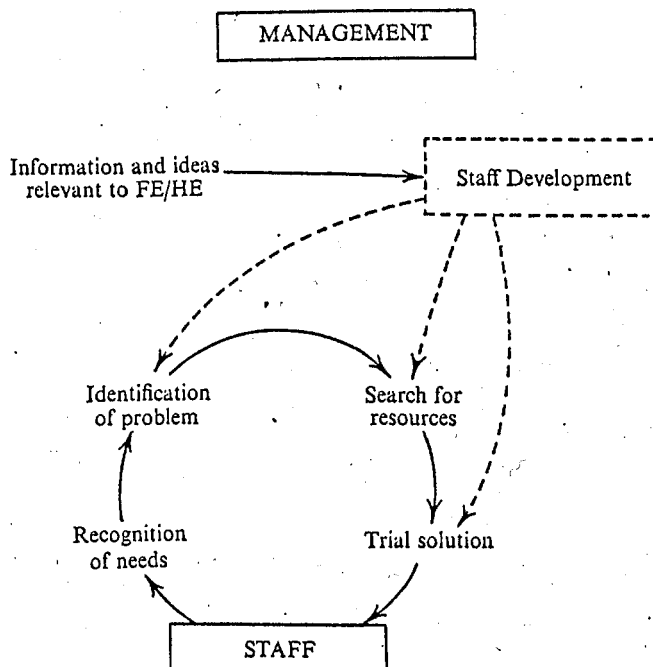 MANAGEMENT
Information and ideas
relevant to FE/HE
Staff Development
Identification
of problem
Search for
resources
Recognition
of needs
Trial solution
STAFF